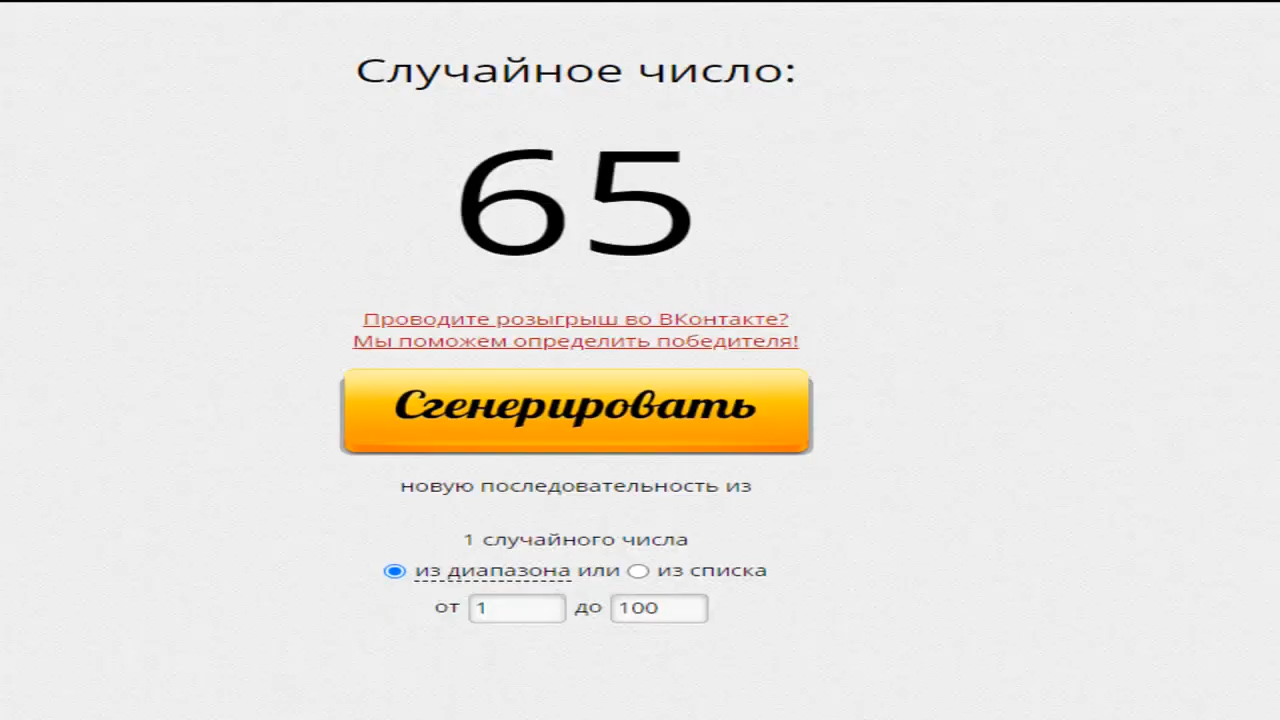 Случайное число:
65
Проводите розыгрыш во ВКонтакте?
Мы поможем определить победителя!
Сгенерировать
новую последовательность из
1 случайного числа
из диапазона или из списка
от 1 до 100